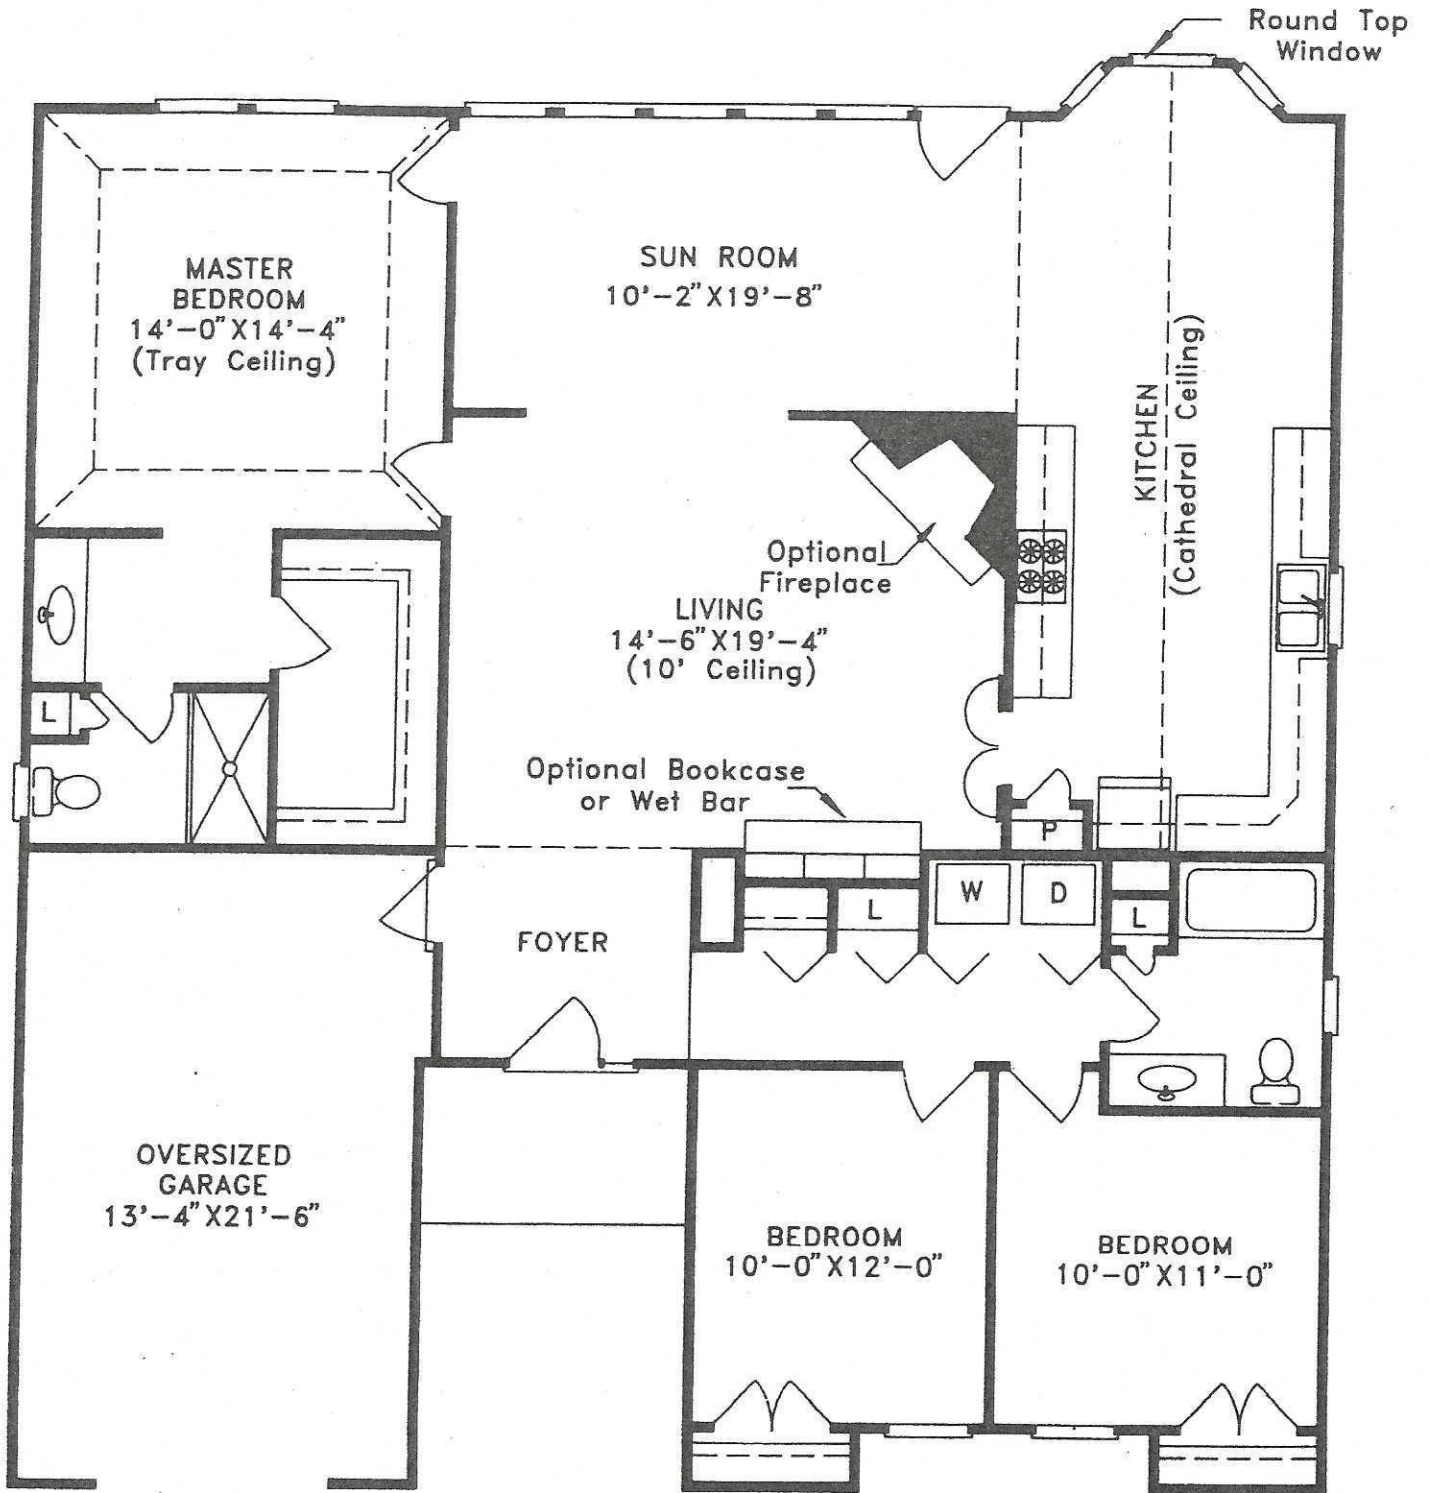 Round Top
Window
MASTER
BEDROOM
14'-0"X14'-4"
(Tray Ceiling)
SUN ROOM
10'-2"X19'-8"
KITCHEN
(Cathedral Ceiling)
Optional
Fireplace
LIVING
14'-6"X19'-4"
(10' Ceiling)
L
Optional Bookcase
or Wet Bar
P
W
D
L
L
FOYER
OVERSIZED
GARAGE
13'-4"X21'-6"
BEDROOM
10'-0"X12'-0"
BEDROOM
10'-0"X11'-0"